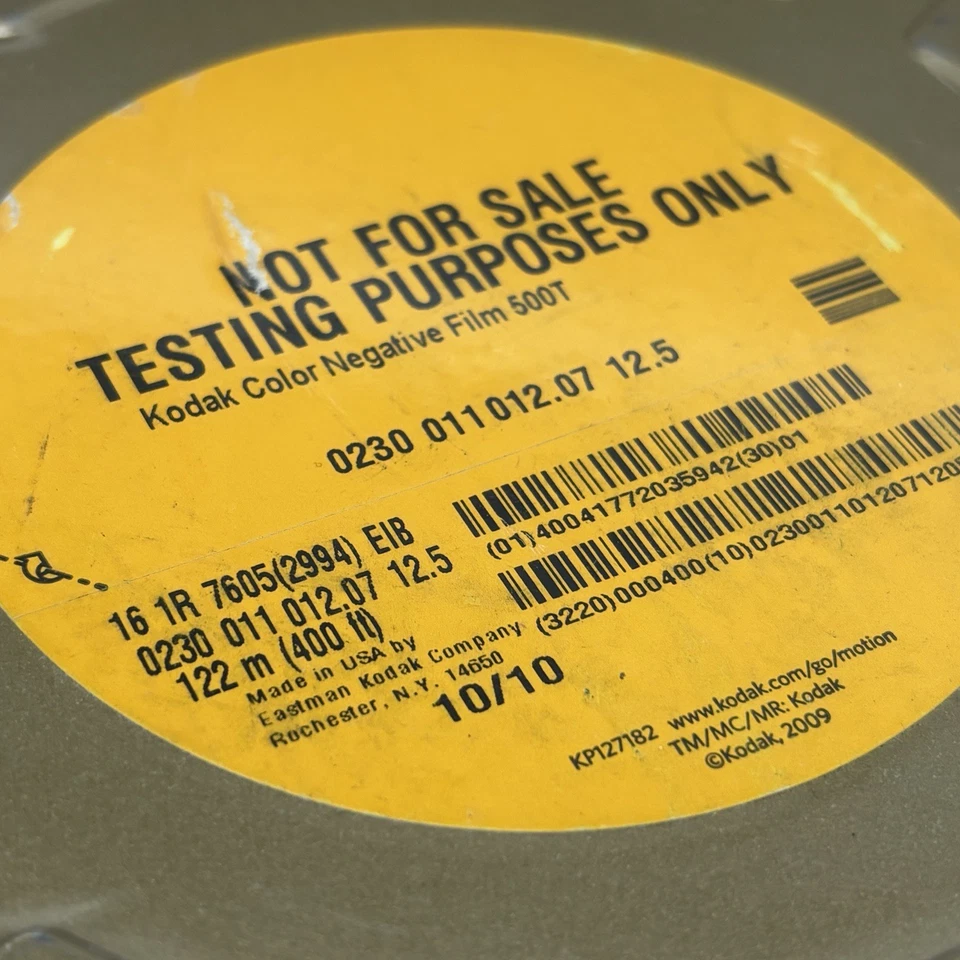 NOT FOR SALE
TESTING PURPOSES ONLY
Kodak Color Negative Film 500T
0230 011 012.07 12.5
(01)40041772035942(30)01
16 1R 7605(2994) EIB
0230 011 012.07 12.5
122 m (400 ft)
Made in USA by
Eastman Kodak Company
Rochester, N.Y. 14650
10/10
(3220)000400(10)0230011012071205
KP127182 www.kodak.com/go/motion
TM/MC/MR: Kodak
©Kodak, 2009